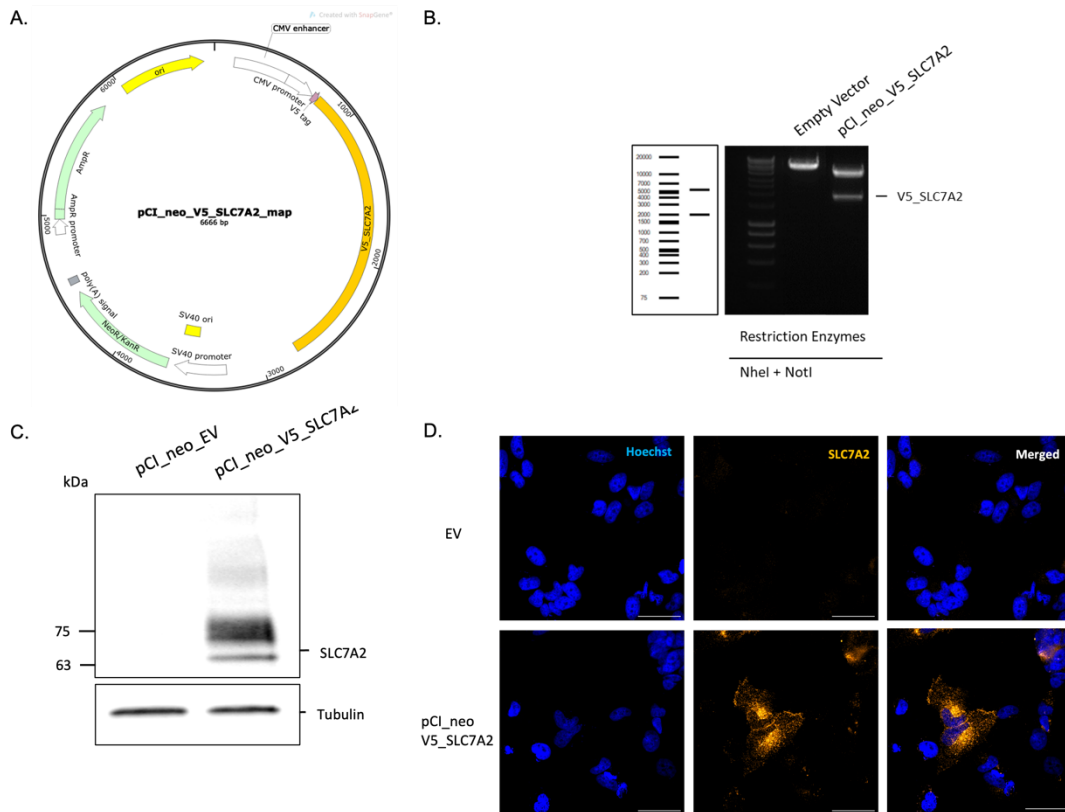 A.
Created with SnapGene®
CMV enhancer
CMV promoter
V5 tag
1000
V5_SLC7A2
2000
3000
SV40 promoter
SV40 ori
4000
NeoR/KanR
poly(A) signal
5000
AmpR promoter
AmpR
6000
ori
pCI_neo_V5_SLC7A2_map
6666 bp
B.
Empty Vector
pCI_neo_V5_SLC7A2
20000
10000
7000
5000
4000
3000
2000
1500
1000
700
500
400
300
200
75
V5_SLC7A2
Restriction Enzymes
NheI + NotI
C.
pCI_neo_EV
pCI_neo_V5_SLC7A2
kDa
75
63
SLC7A2
Tubulin
D.
Hoechst
SLC7A2
Merged
EV
pCI_neo
V5_SLC7A2